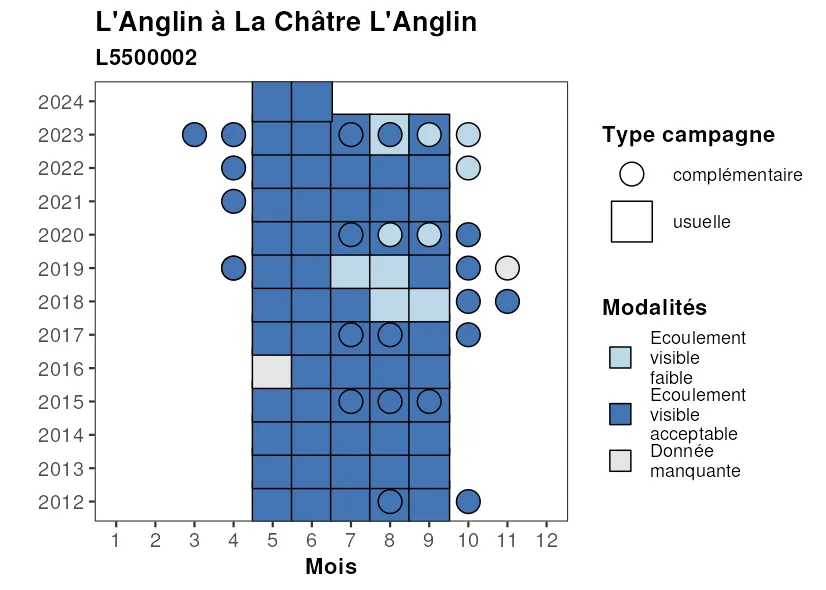 L'Anglin à La Châtre L'Anglin
L5500002
2024
2023
2022
2021
2020
2019
2018
2017
2016
2015
2014
2013
2012
1 2 3 4 5 6 7 8 9 10 11 12
Mois
Type campagne
complémentaire
usuelle
Modalités
Ecoulement
visible
faible
Ecoulement
visible
acceptable
Donnée
manquante